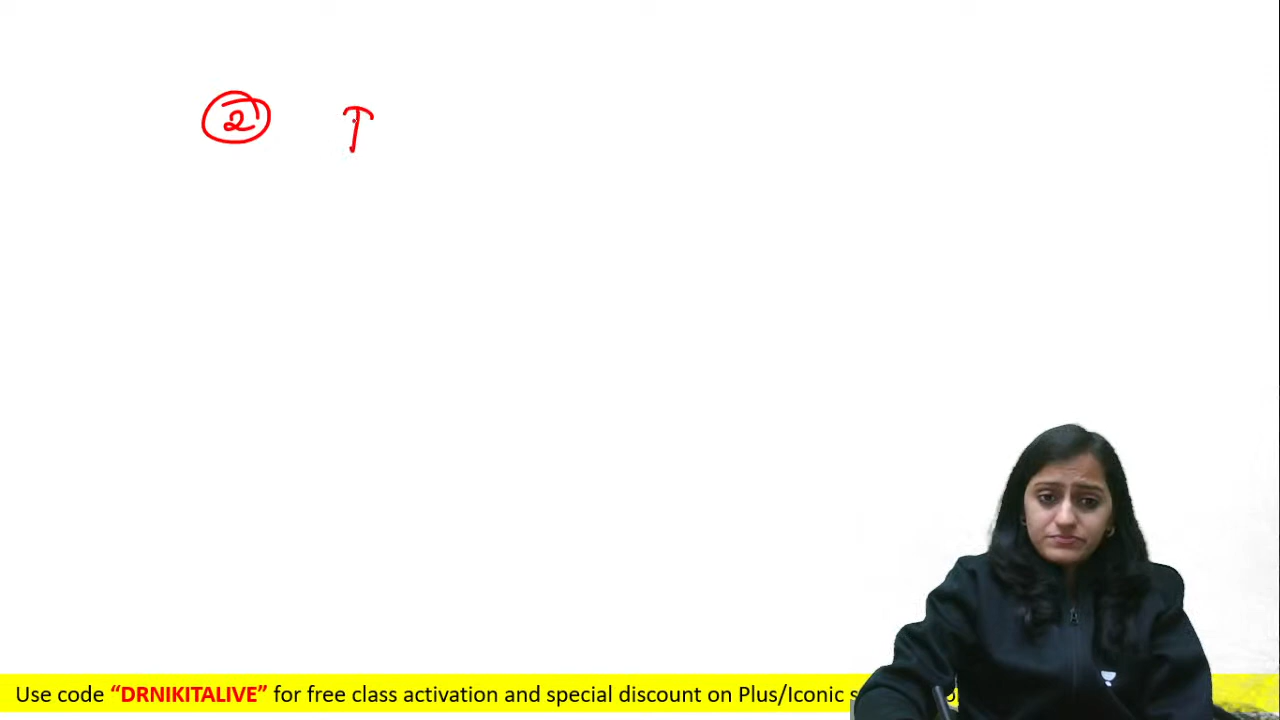 2 ↑
Use code “DRNIKITALIVE” for free class activation and special discount on Plus/Iconic